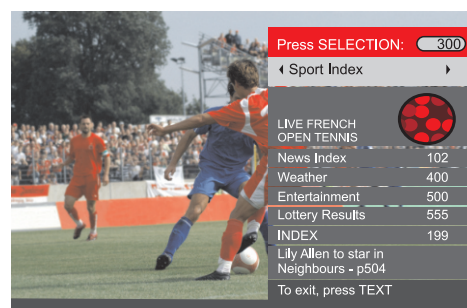 Press SELECTION: 300
Sport Index
LIVE FRENCH
OPEN TENNIS
News Index 102
Weather 400
Entertainment 500
Lottery Results 555
INDEX 199
Lily Allen to star in
Neighbours - p504
To exit, press TEXT